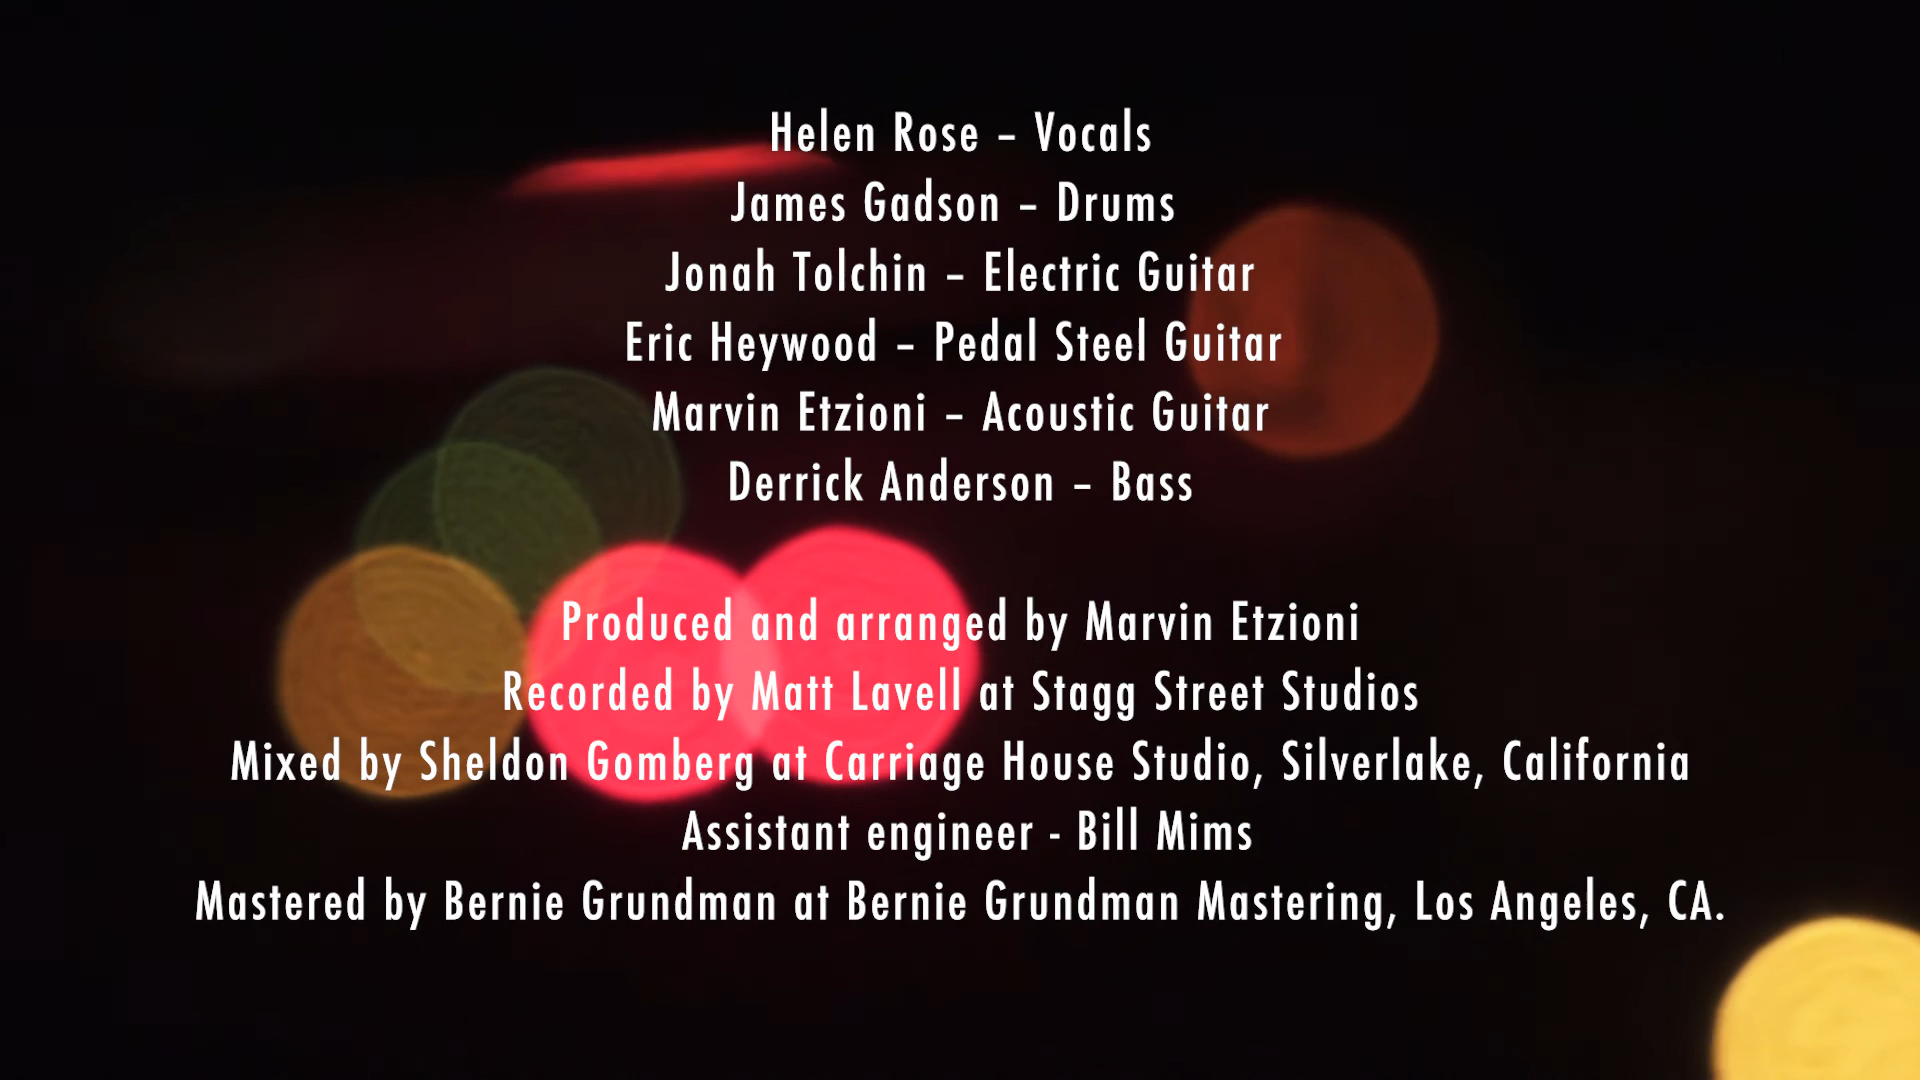 Helen Rose – Vocals
James Gadson – Drums
Jonah Tolchin – Electric Guitar
Eric Heywood – Pedal Steel Guitar
Marvin Etzioni – Acoustic Guitar
Derrick Anderson – Bass
Produced and arranged by Marvin Etzioni
Recorded by Matt Lavell at Stagg Street Studios
Mixed by Sheldon Gomberg at Carriage House Studio, Silverlake, California
Assistant engineer - Bill Mims
Mastered by Bernie Grundman at Bernie Grundman Mastering, Los Angeles, CA.